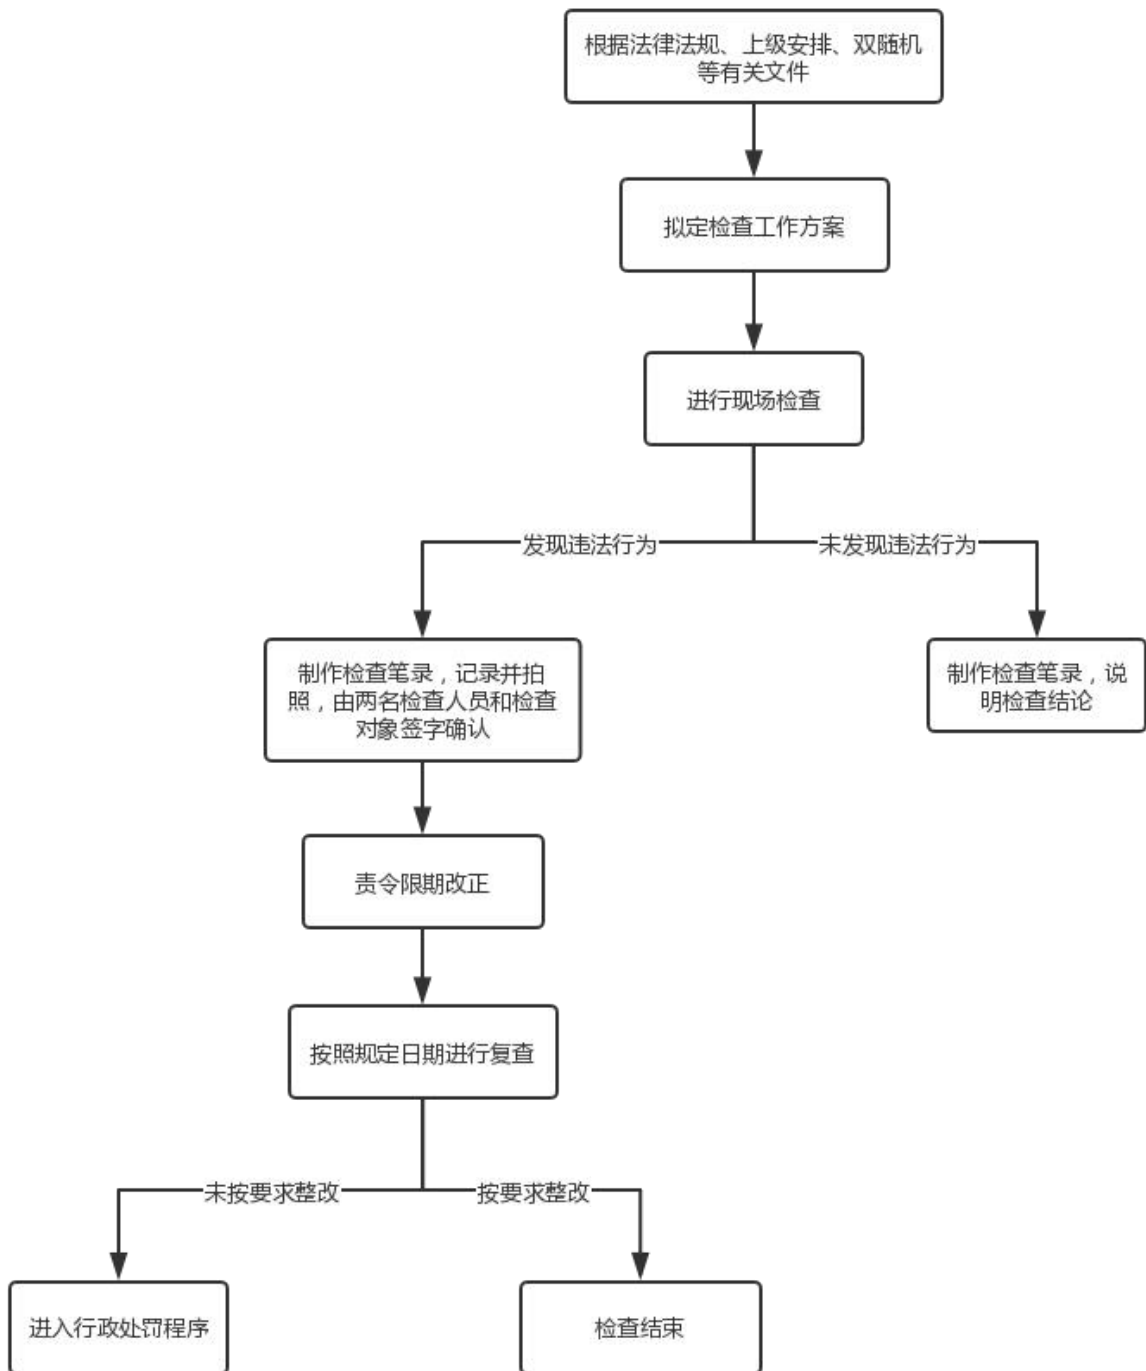 根据法律法规、上级安排、双随机
等有关文件
拟定检查工作方案
进行现场检查
发现违法行为
未发现违法行为
制作检查笔录，记录并拍
照，由两名检查人员和检查
对象签字确认
制作检查笔录，说
明检查结论
责令限期改正
按照规定日期进行复查
未按要求整改
按要求整改
进入行政处罚程序
检查结束